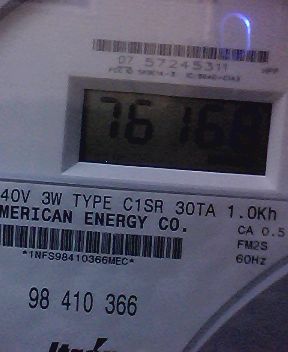 07 57245311
76168
40V 3W TYPE C1SR 30TA 1.0Kh
MERICAN ENERGY CO.
CA 0.5
FM2S
60Hz
*1NFS98410366MEC*
98 410 366
Itron